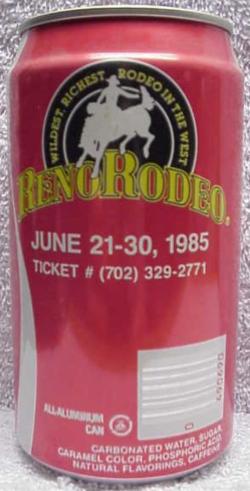 WILDEST, RICHEST RODEO IN THE WEST
RENO RODEO.
JUNE 21-30, 1985
TICKET # (702) 329-2771
ALL-ALUMINUM
CAN
CARBONATED WATER, SUGAR,
CARAMEL COLOR, PHOSPHORIC ACID,
NATURAL FLAVORINGS, CAFFEINE